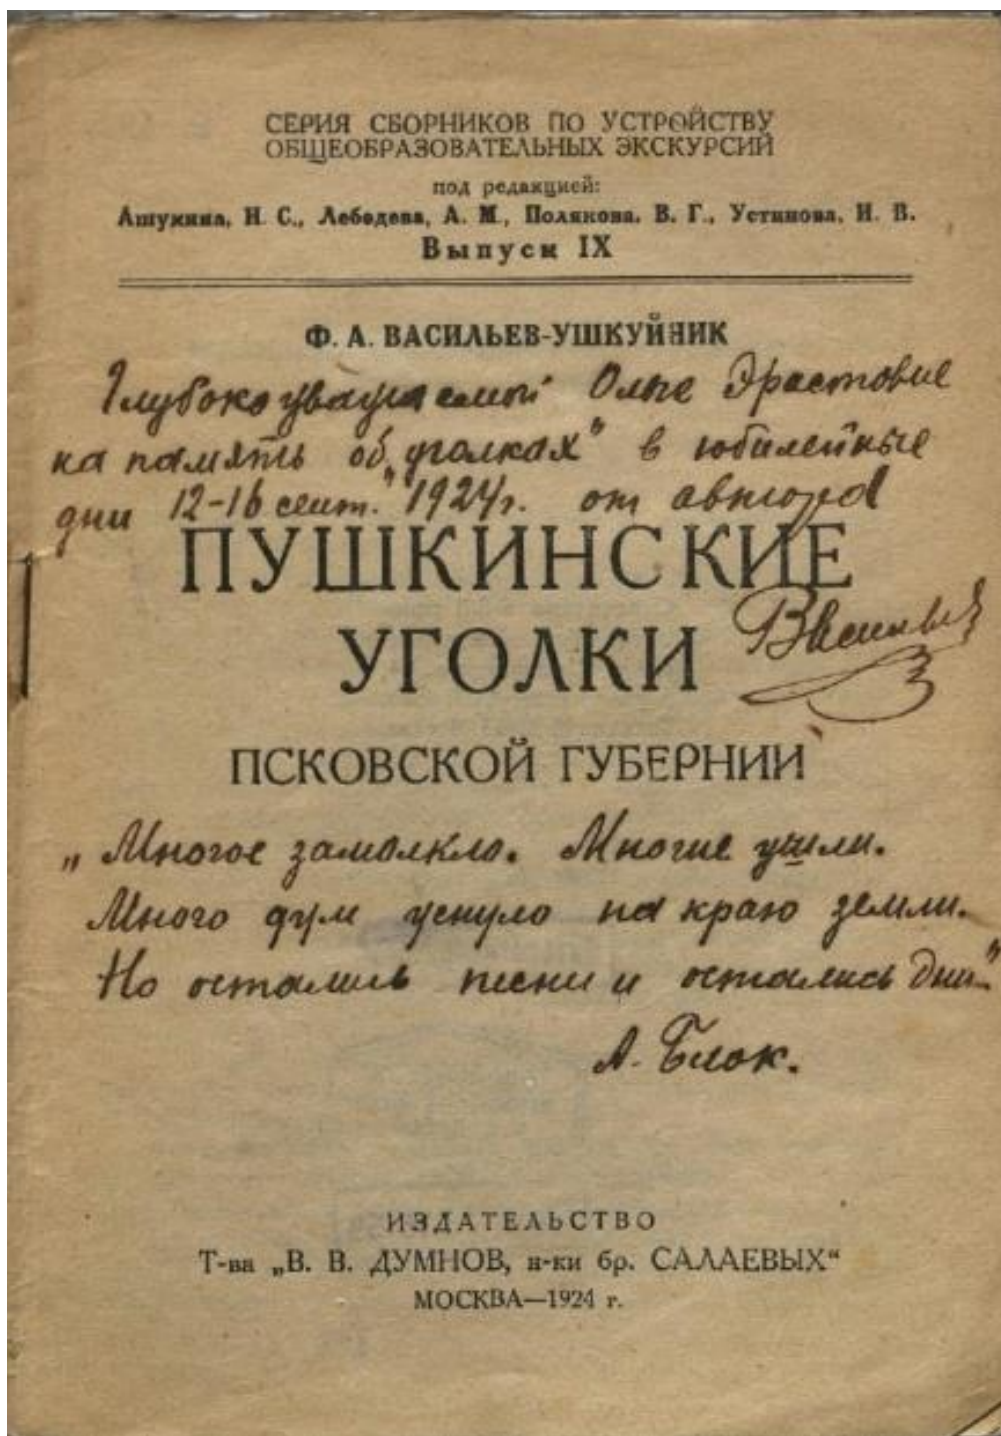 СЕРИЯ СБОРНИКОВ ПО УСТРОЙСТВУ
ОБЩЕОБРАЗОВАТЕЛЬНЫХ ЭКСКУРСИЙ
под редакцией:
Ашукина, Н. С., Лебедева, А. М., Полякова, В. Г., Устинова, И. В.
Выпуск IX
Ф. А. ВАСИЛЬЕВ-УШКУЙНИК
Глубокоуважаемой Ольге Эрастовне
на память об „уголках" в юбилейные
дни 12-16 сент. 1924 г. от автора
ПУШКИНСКИЕ
УГОЛКИ
Васильев
ПСКОВСКОЙ ГУБЕРНИИ
„Многое замолкло. Многие ушли.
Много дум уснуло на краю земли.
Но остались песни и остались дни"
А. Блок.
ИЗДАТЕЛЬСТВО
Т-ва „В. В. ДУМНОВ, н-ки бр. САЛАЕВЫХ“
МОСКВА—1924 г.